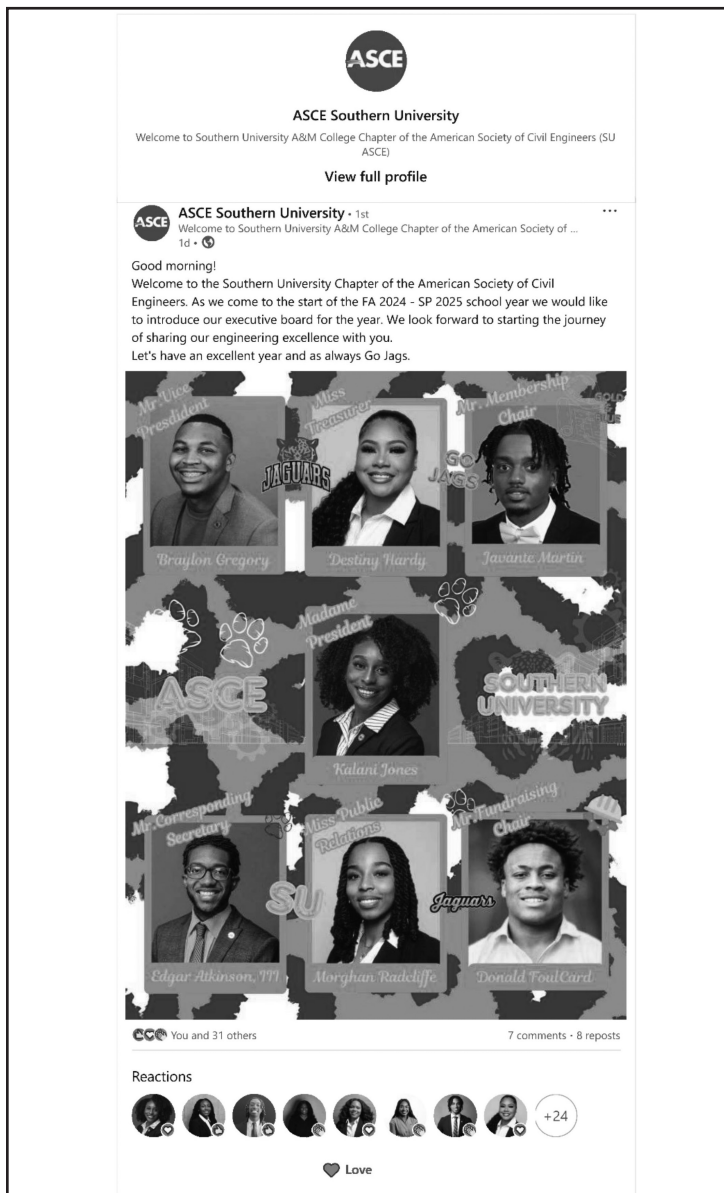 ASCE
ASCE Southern University
Welcome to Southern University A&M College Chapter of the American Society of Civil Engineers (SU
ASCE)
View full profile
ASCE
ASCE Southern University • 1st
Welcome to Southern University A&M College Chapter of the American Society of ...
1d •
Good morning!
Welcome to the Southern University Chapter of the American Society of Civil
Engineers. As we come to the start of the FA 2024 - SP 2025 school year we would like
to introduce our executive board for the year. We look forward to starting the journey
of sharing our engineering excellence with you.
Let's have an excellent year and as always Go Jags.
Mr. Vice
President
Miss
Treasurer
Mr. Membership
Chair
JAGUARS
GO
JAGS
Braylon Gregory
Destiny Hardy
Javante Martin
Madame
President
ASCE
SOUTHERN
UNIVERSITY
Kalani Jones
Mr. Corresponding
Secretary
Miss Public
Relations
Mr. Fundraising
Chair
SU
Jaguars
Edgar Atkinson, III
Morghan Radcliffe
Donald FoulCard
You and 31 others
7 comments • 8 reposts
Reactions
+24
Love